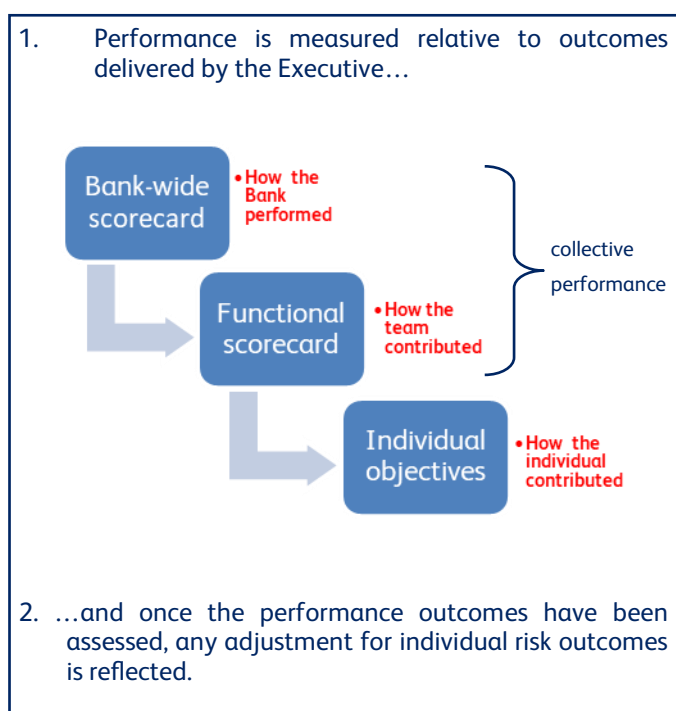 1. Performance is measured relative to outcomes
delivered by the Executive...
Bank-wide
scorecard
• How the
Bank
performed
collective
performance
Functional
scorecard
• How the
team
contributed
Individual
objectives
• How the
individual
contributed
2. ...and once the performance outcomes have been
assessed, any adjustment for individual risk outcomes
is reflected.